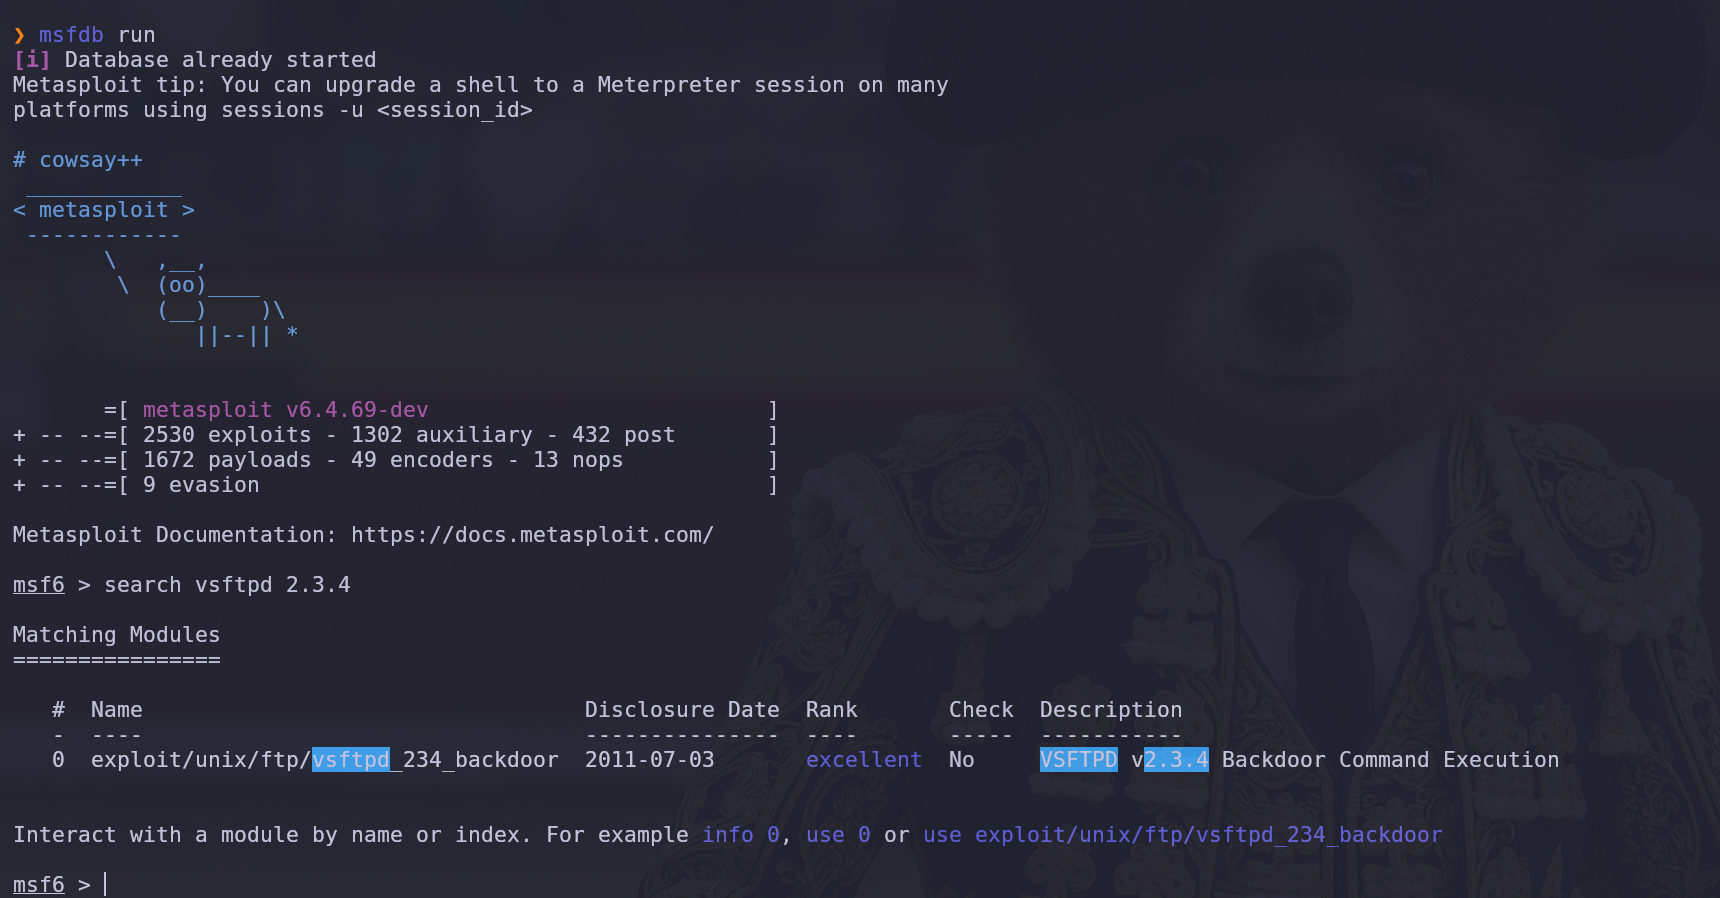 ❯ msfdb run
[i] Database already started
Metasploit tip: You can upgrade a shell to a Meterpreter session on many
platforms using sessions -u <session_id>

# cowsay++
 ____________
< metasploit >
 ------------
       \   ,__,
        \  (oo)____
           (__)    )\
              ||--|| *


       =[ metasploit v6.4.69-dev                          ]
+ -- --=[ 2530 exploits - 1302 auxiliary - 432 post       ]
+ -- --=[ 1672 payloads - 49 encoders - 13 nops           ]
+ -- --=[ 9 evasion                                       ]

Metasploit Documentation: https://docs.metasploit.com/

msf6 > search vsftpd 2.3.4

Matching Modules
================

   #  Name                                  Disclosure Date  Rank       Check  Description
   -  ----                                  ---------------  ----       -----  -----------
   0  exploit/unix/ftp/vsftpd_234_backdoor  2011-07-03       excellent  No     VSFTPD v2.3.4 Backdoor Command Execution


Interact with a module by name or index. For example info 0, use 0 or use exploit/unix/ftp/vsftpd_234_backdoor

msf6 >